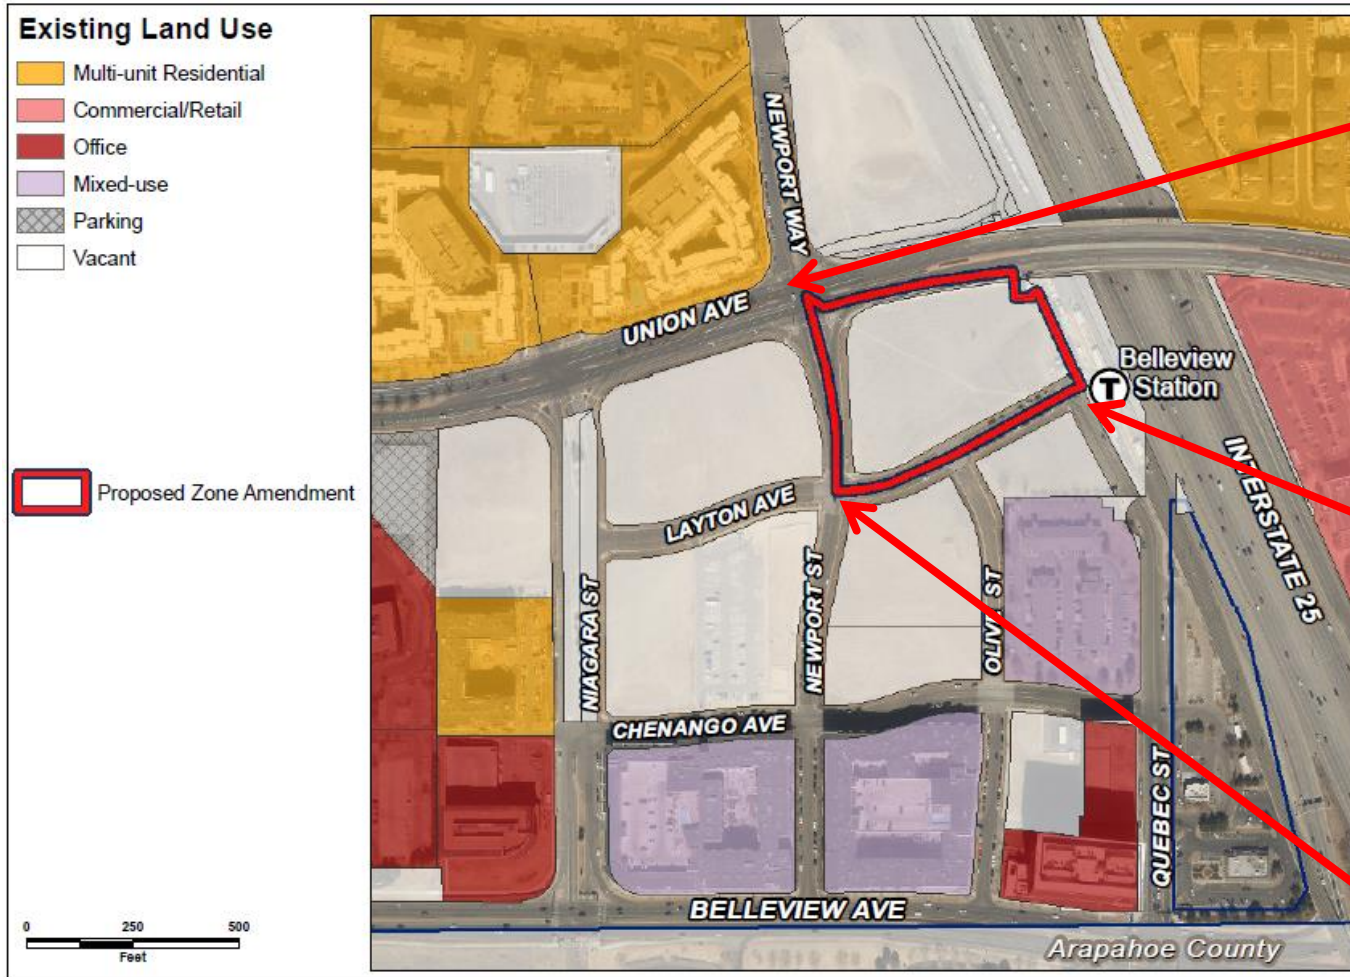 Existing Land Use
Multi-unit Residential
Commercial/Retail
Office
Mixed-use
Parking
Vacant
Proposed Zone Amendment
0 250 500
Feet
NEWPORT WAY
UNION AVE
Belleview
Station
T
INTERSTATE 25
LAYTON AVE
NIAGARA ST
NEWPORT ST
OLIVE ST
CHENANGO AVE
QUEBEC ST
BELLEVIEW AVE
Arapahoe County